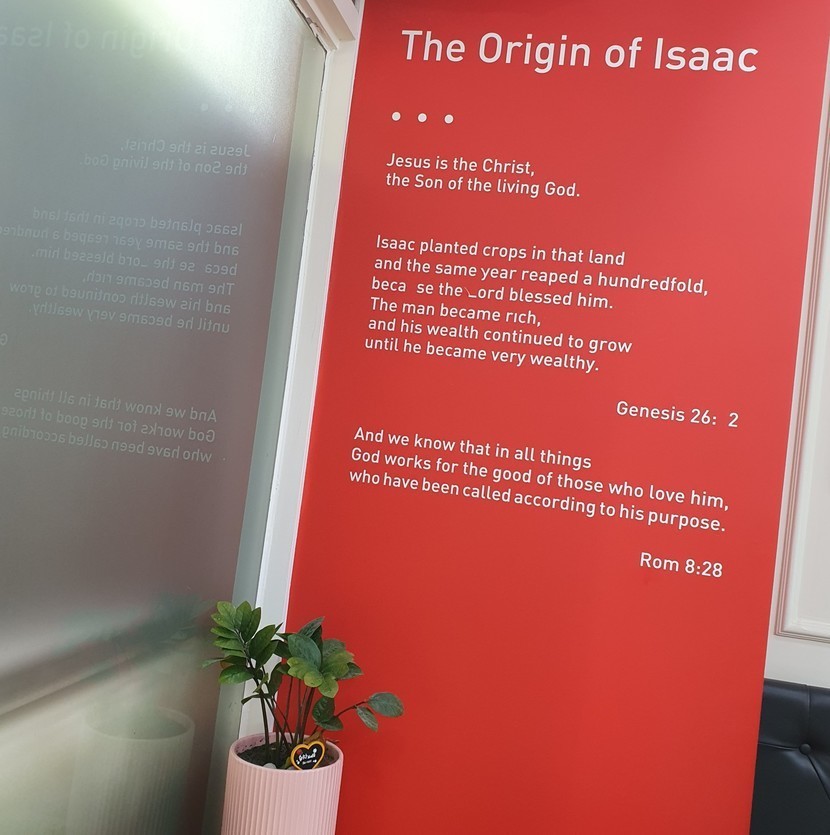 The Origin of Isaac
Jesus is the Christ,
the Son of the living God.
Isaac planted crops in that land
and the same year reaped a hundredfold,
beca se the ord blessed him.
The man became rıch,
and his wealth continued to grow
until he became very wealthy.
Genesis 26: 2
And we know that in all things
God works for the good of those who love him,
who have been called according to his purpose.
Rom 8:28